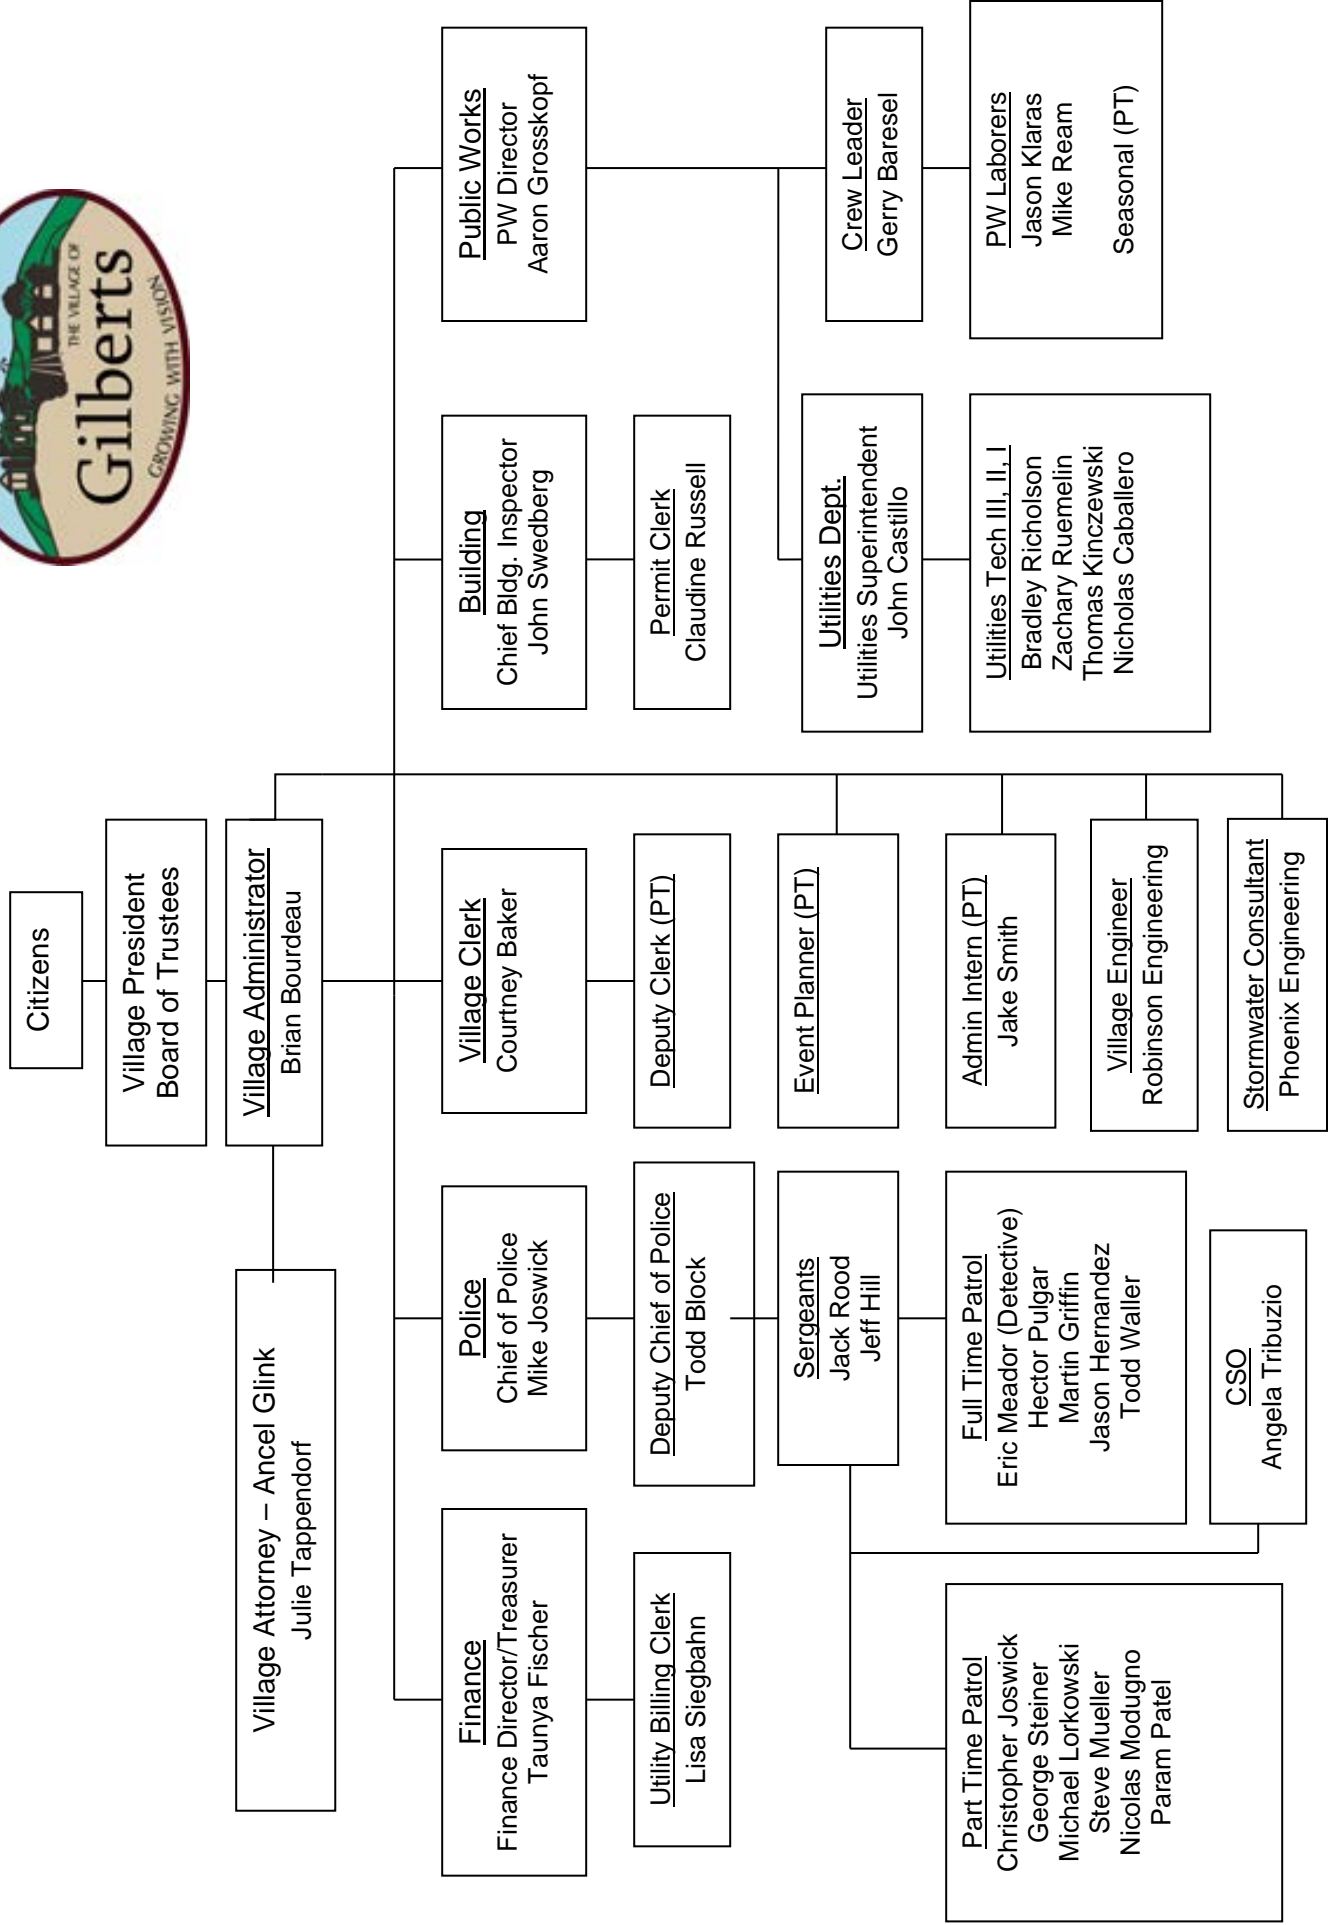 THE VILLAGE OF
Gilberts
GROWING WITH VISION
Citizens
Village President
Board of Trustees
Village Administrator
Brian Bourdeau
Village Attorney – Ancel Glink
Julie Tappendorf
Finance
Finance Director/Treasurer
Taunya Fischer
Police
Chief of Police
Mike Joswick
Village Clerk
Courtney Baker
Building
Chief Bldg. Inspector
John Swedberg
Public Works
PW Director
Aaron Grosskopf
Utility Billing Clerk
Lisa Siegbahn
Deputy Chief of Police
Todd Block
Deputy Clerk (PT)
Permit Clerk
Claudine Russell
Sergeants
Jack Rood
Jeff Hill
Event Planner (PT)
Utilities Dept.
Utilities Superintendent
John Castillo
Crew Leader
Gerry Baresel
Part Time Patrol
Christopher Joswick
George Steiner
Michael Lorkowski
Steve Mueller
Nicolas Modugno
Param Patel
Full Time Patrol
Eric Meador (Detective)
Hector Pulgar
Martin Griffin
Jason Hernandez
Todd Waller
Admin Intern (PT)
Jake Smith
Utilities Tech III, II, I
Bradley Richolson
Zachary Ruemelin
Thomas Kinczewski
Nicholas Caballero
PW Laborers
Jason Klaras
Mike Ream
Seasonal (PT)
Village Engineer
Robinson Engineering
CSO
Angela Tribuzio
Stormwater Consultant
Phoenix Engineering